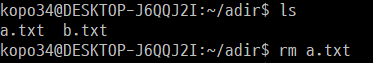 kopo34@DESKTOP-J6QQJ2I:~/adir$ ls
a.txt  b.txt
kopo34@DESKTOP-J6QQJ2I:~/adir$ rm a.txt